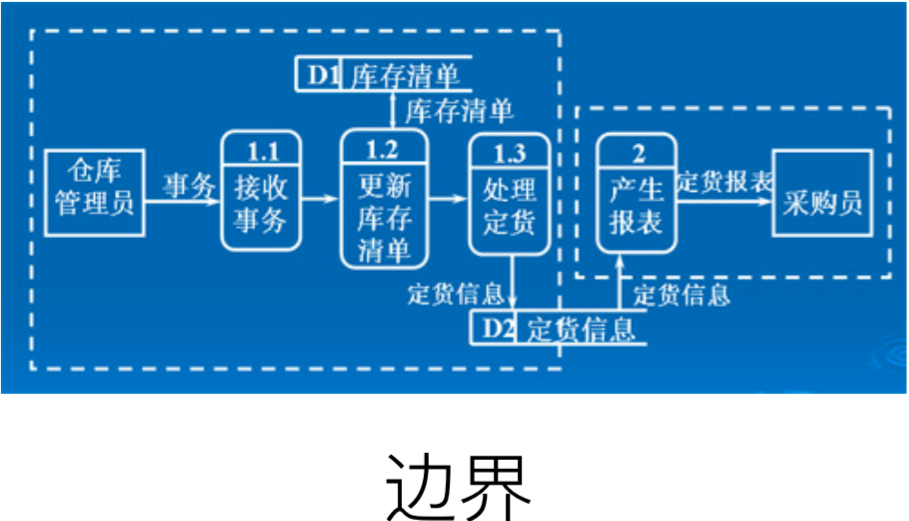 D1 库存清单
库存清单
仓库
管理员
事务
1.1
接收
事务
1.2
更新
库存
清单
1.3
处理
定货
2
产生
报表
定货报表
采购员
定货信息
定货信息
D2 定货信息
边界